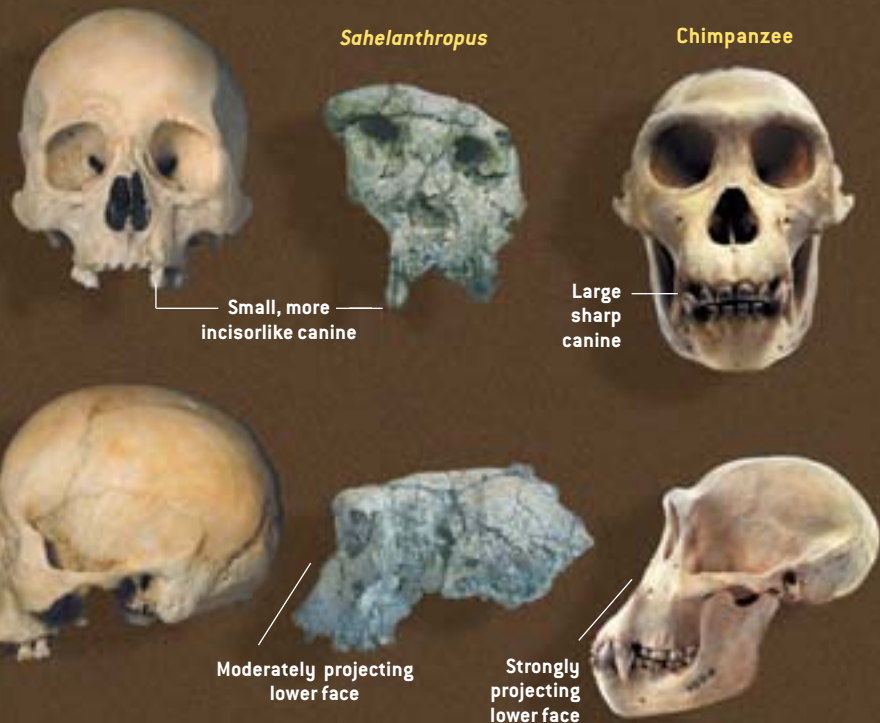 Sahelanthropus
Chimpanzee
Small, more
incisorlike canine
Large
sharp
canine
Moderately projecting
lower face
Strongly
projecting
lower face